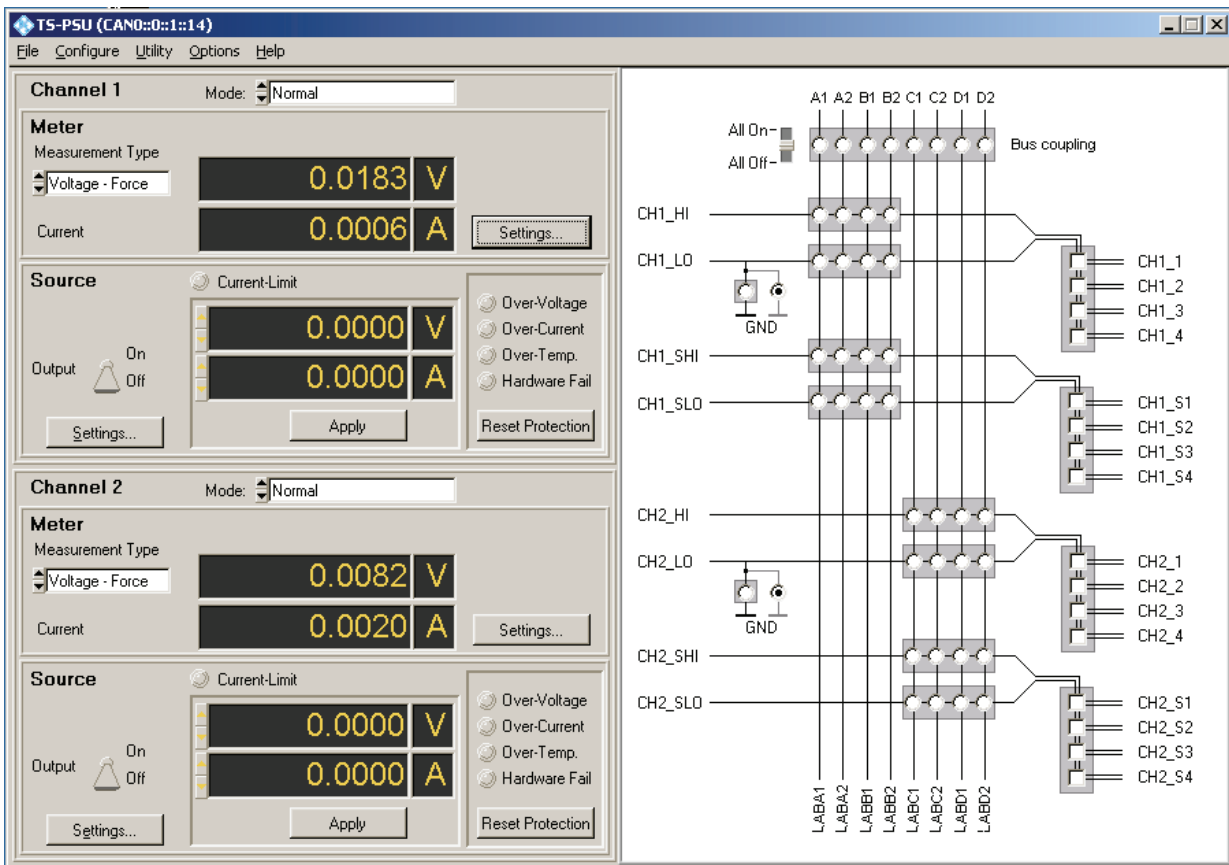 TS-PSU (CAN0::0::1::14)
File Configure Utility Options Help
Channel 1
Mode: Normal
Meter
Measurement Type
Voltage - Force
0.0183 V
Current
0.0006 A
Settings...
Source
Current-Limit
0.0000 V
0.0000 A
Output
On
Off
Settings...
Apply
Over-Voltage
Over-Current
Over-Temp.
Hardware Fail
Reset Protection
Channel 2
Mode: Normal
Meter
Measurement Type
Voltage - Force
0.0082 V
Current
0.0020 A
Settings...
Source
Current-Limit
0.0000 V
0.0000 A
Output
On
Off
Settings...
Apply
Over-Voltage
Over-Current
Over-Temp.
Hardware Fail
Reset Protection
A1 A2 B1 B2 C1 C2 D1 D2
All On
All Off
Bus coupling
CH1_HI
CH1_LO
GND
CH1_1
CH1_2
CH1_3
CH1_4
CH1_SHI
CH1_SLO
CH1_S1
CH1_S2
CH1_S3
CH1_S4
CH2_HI
CH2_LO
GND
CH2_1
CH2_2
CH2_3
CH2_4
CH2_SHI
CH2_SLO
CH2_S1
CH2_S2
CH2_S3
CH2_S4
LABA1
LABA2
LABB1
LABB2
LABC1
LABC2
LABD1
LABD2